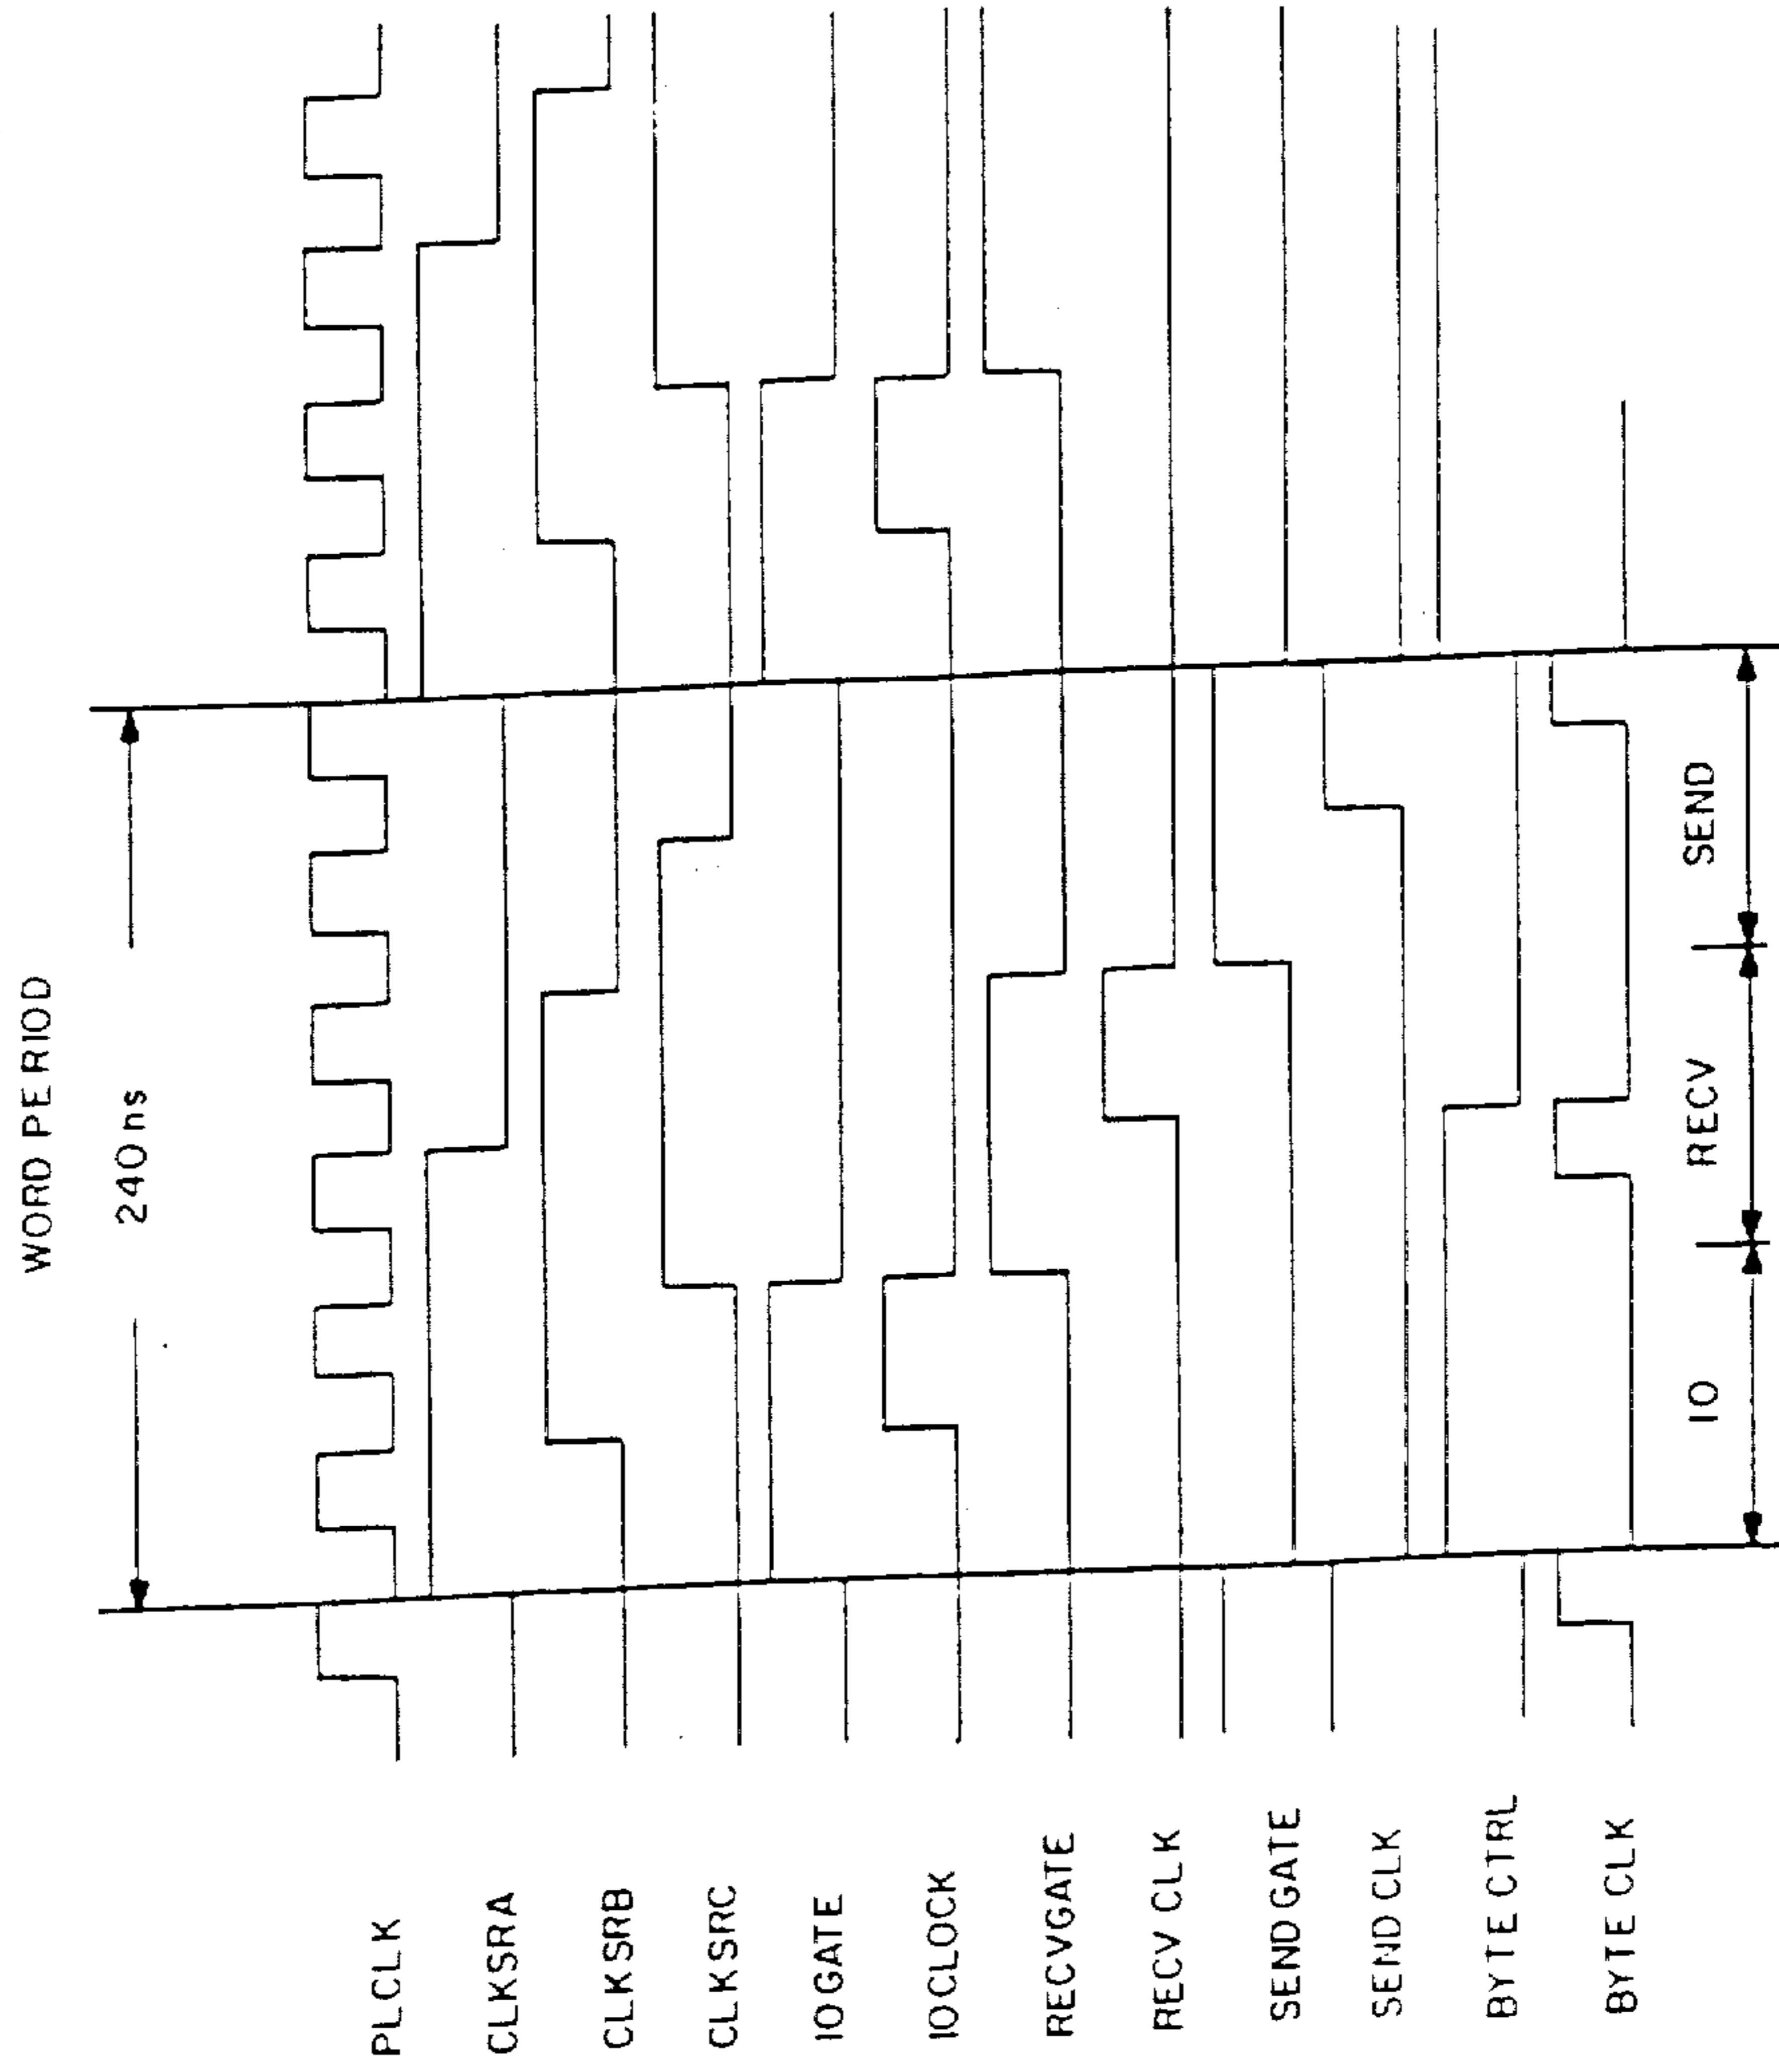 WORD PERIOD
240ns
PLCLK
CLKSRA
CLKSRB
CLKSRC
IOGATE
IOCLOCK
RECVGATE
RECV CLK
SENDGATE
SEND CLK
BYTE CTRL
BYTE CLK
IO
RECV
SEND